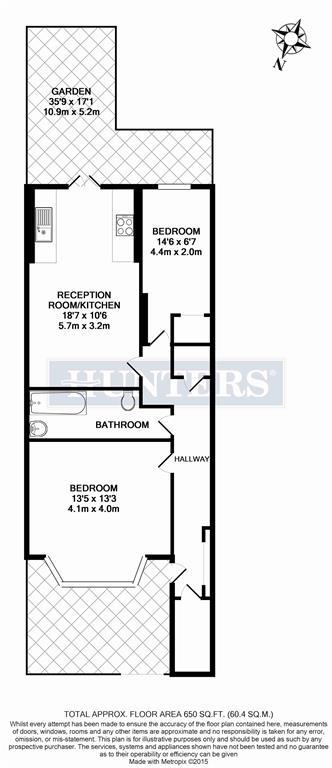 N
GARDEN
35'9 x 17'1
10.9m x 5.2m
BEDROOM
14'6 x 6'7
4.4m x 2.0m
RECEPTION
ROOM/KITCHEN
18'7 x 10'6
5.7m x 3.2m
HUNTERS®
BATHROOM
HALLWAY
BEDROOM
13'5 x 13'3
4.1m x 4.0m
TOTAL APPROX. FLOOR AREA 650 SQ.FT. (60.4 SQ.M.)
Whilst every attempt has been made to ensure the accuracy of the floor plan contained here, measurements
of doors, windows, rooms and any other items are approximate and no responsibility is taken for any error,
omission, or mis-statement. This plan is for illustrative purposes only and should be used as such by any
prospective purchaser. The services, systems and appliances shown have not been tested and no guarantee
as to their operability or efficiency can be given
Made with Metropix ©2015